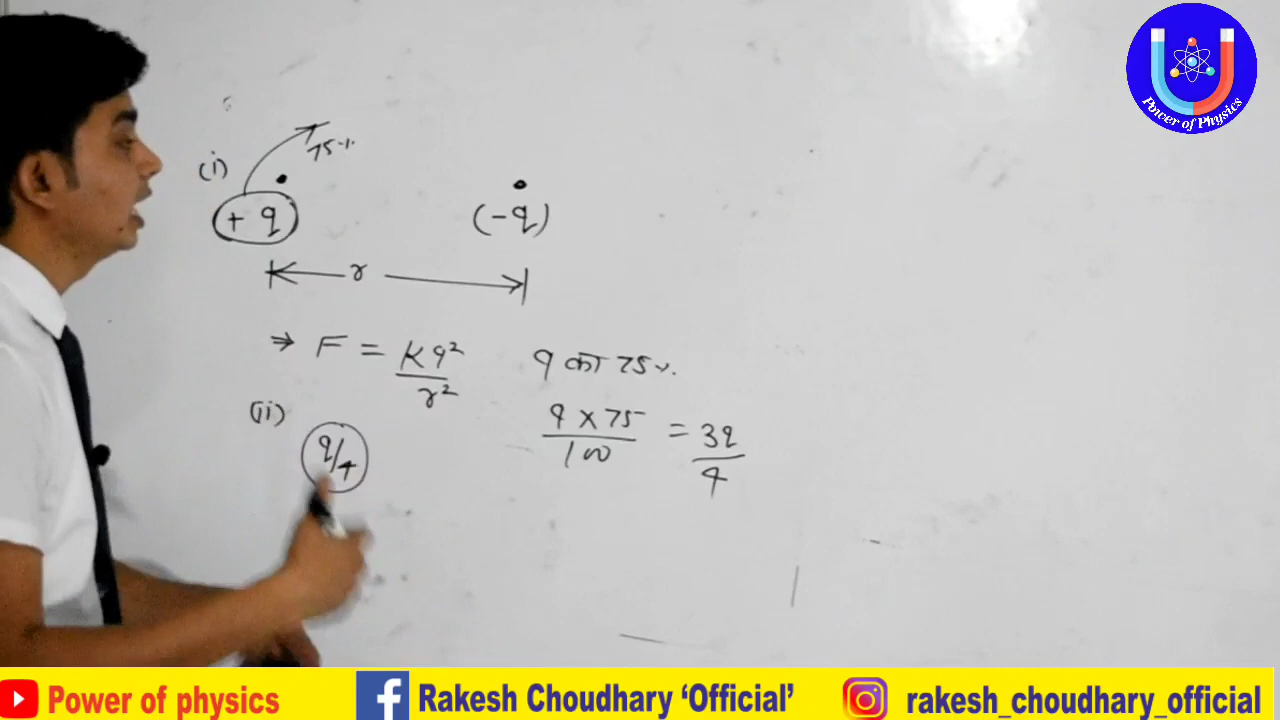 Power of Physics
(i)
75%
+ q
(-q)
r
⇒ F = Kq²/r²
q का 75%
(ii)
q/4
q × 75/100 = 3q/4
Power of physics
Rakesh Choudhary ‘Official’
rakesh_choudhary_official